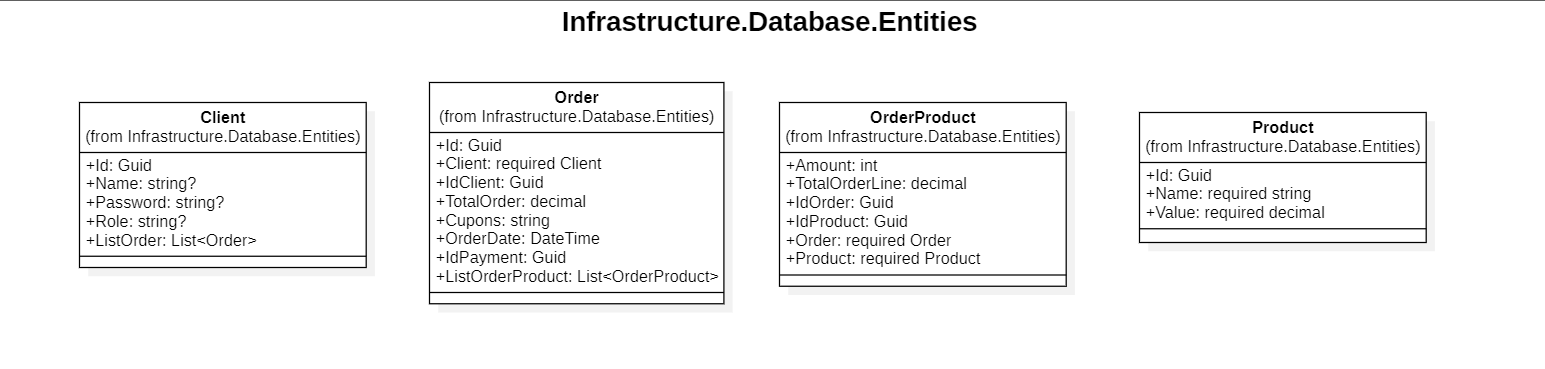 Infrastructure.Database.Entities
Client
(from Infrastructure.Database.Entities)
+Id: Guid
+Name: string?
+Password: string?
+Role: string?
+ListOrder: List<Order>
Order
(from Infrastructure.Database.Entities)
+Id: Guid
+Client: required Client
+IdClient: Guid
+TotalOrder: decimal
+Cupons: string
+OrderDate: DateTime
+IdPayment: Guid
+ListOrderProduct: List<OrderProduct>
OrderProduct
(from Infrastructure.Database.Entities)
+Amount: int
+TotalOrderLine: decimal
+IdOrder: Guid
+IdProduct: Guid
+Order: required Order
+Product: required Product
Product
(from Infrastructure.Database.Entities)
+Id: Guid
+Name: required string
+Value: required decimal